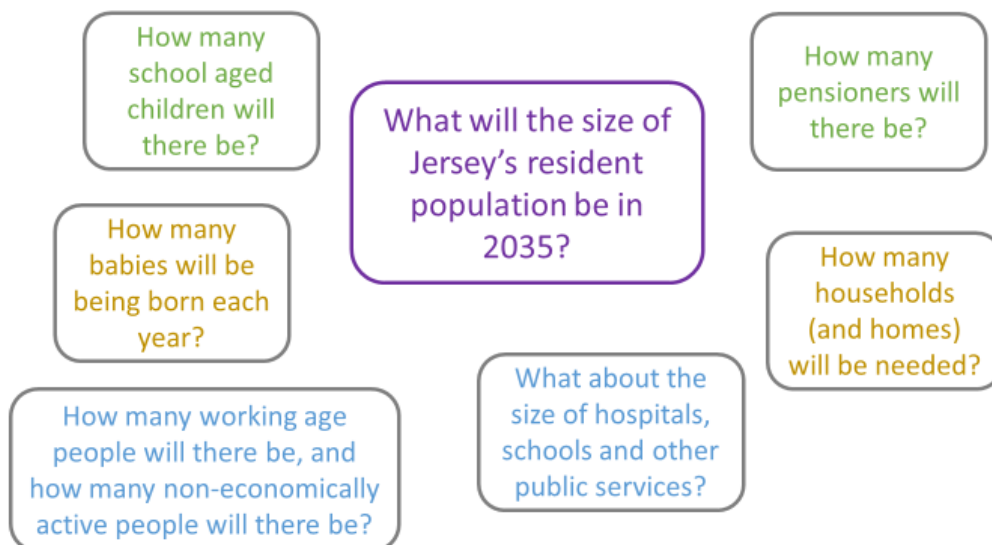 How many
school aged
children will
there be?
What will the size of
Jersey's resident
population be in
2035?
How many
pensioners will
there be?
How many
babies will be
being born each
year?
How many
households
(and homes)
will be needed?
How many working age
people will there be, and
how many non-economically
active people will there be?
What about the
size of hospitals,
schools and other
public services?